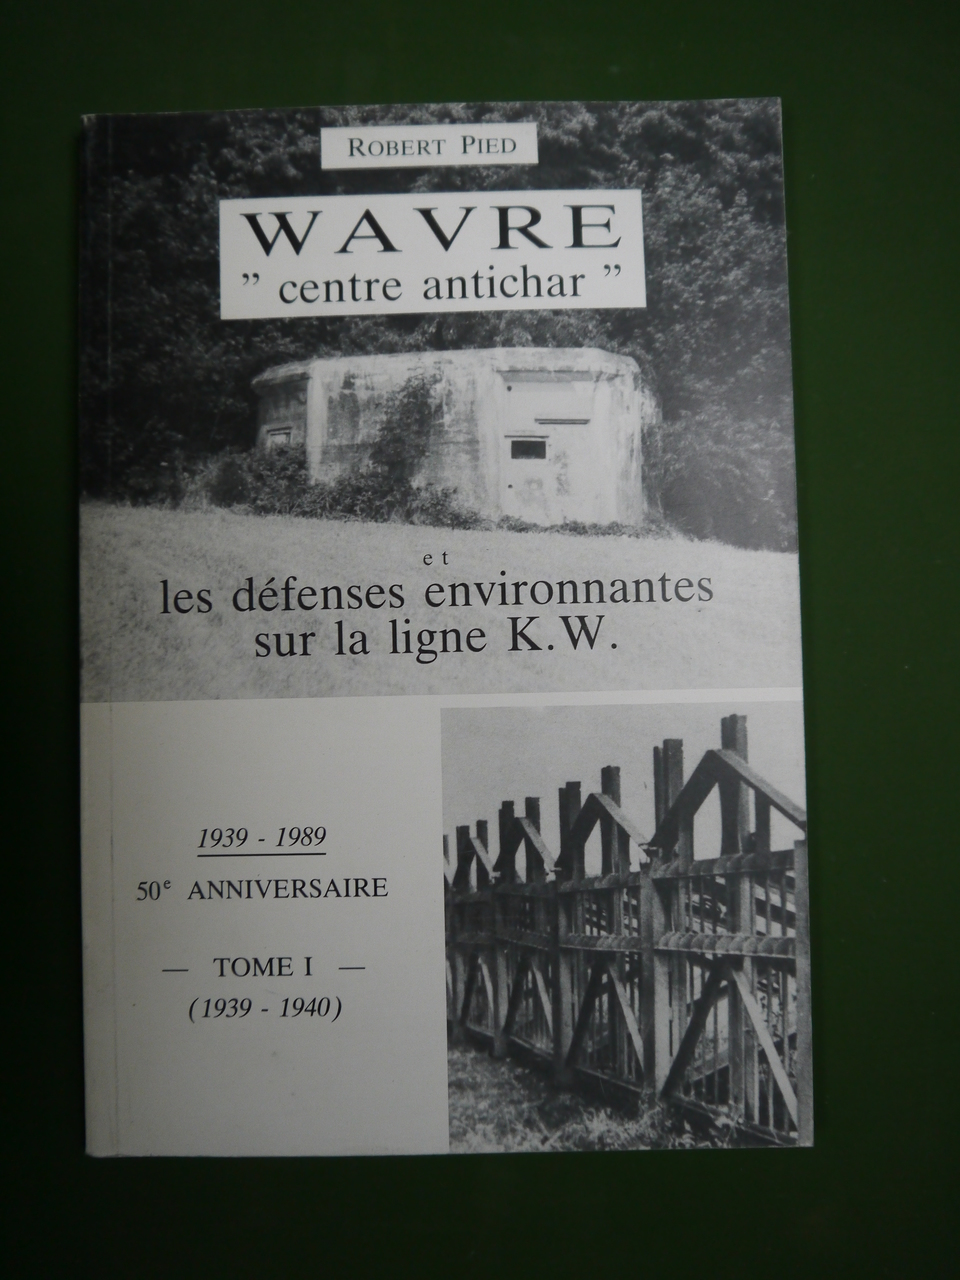 ROBERT PIED
WAVRE
” centre antichar ”
et
les défenses environnantes
sur la ligne K.W.
1939 - 1989
50e ANNIVERSAIRE
— TOME I —
(1939 - 1940)